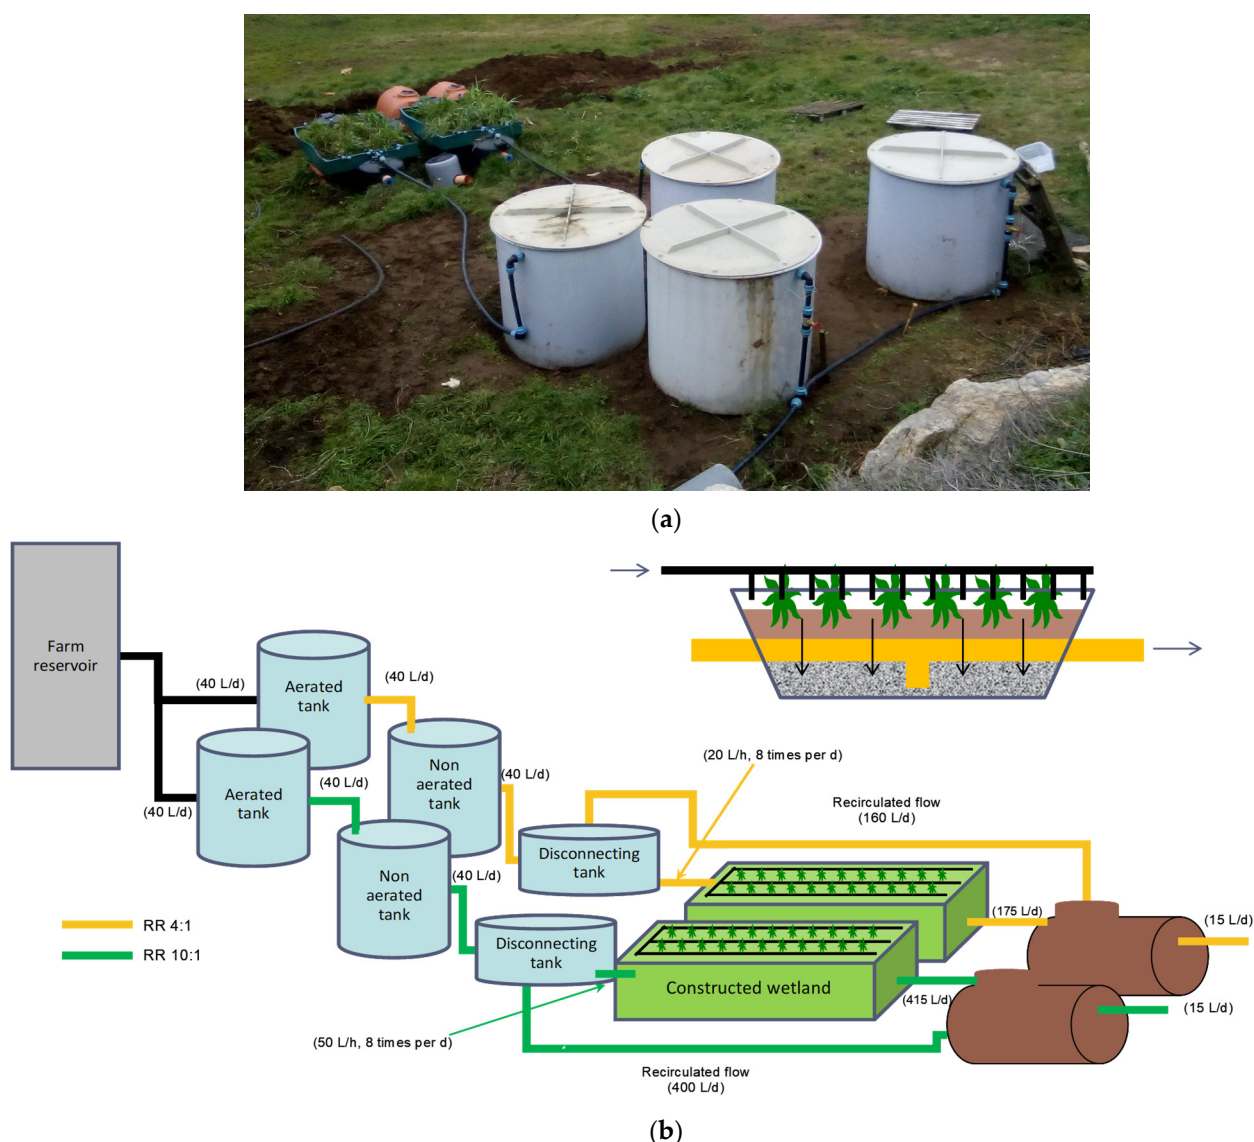 (a)
Farm
reservoir
(40 L/d)
Aerated
tank
(40 L/d)
(40 L/d)
Aerated
tank
(40 L/d)
Non
aerated
tank
(40 L/d)
(20 L/h, 8 times per d)
Recirculated flow
(160 L/d)
Non
aerated
tank
(40 L/d)
Disconnecting
tank
RR 4:1
RR 10:1
Disconnecting
tank
(175 L/d)
(15 L/d)
Constructed wetland
(415 L/d)
(15 L/d)
(50 L/h, 8 times per d)
Recirculated flow
(400 L/d)
(b)